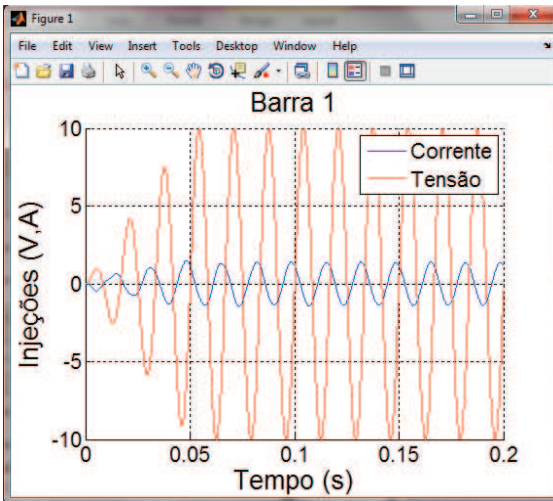 Figure 1
File Edit View Insert Tools Desktop Window Help
Barra 1
Corrente
Tensão
Injeções (V,A)
10
5
0
-5
-10
0 0.05 0.1 0.15 0.2
Tempo (s)